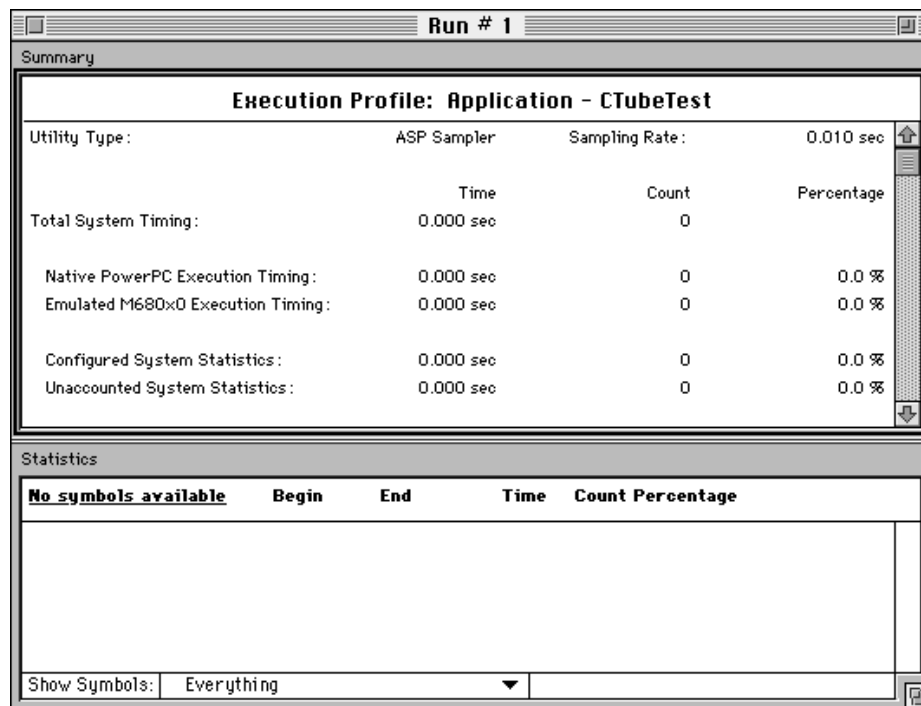 Run # 1
Summary
Execution Profile: Application - CTubeTest
Utility Type: ASP Sampler Sampling Rate: 0.010 sec
Time Count Percentage
Total System Timing: 0.000 sec 0
Native PowerPC Execution Timing: 0.000 sec 0 0.0 %
Emulated M680x0 Execution Timing: 0.000 sec 0 0.0 %
Configured System Statistics: 0.000 sec 0 0.0 %
Unaccounted System Statistics: 0.000 sec 0 0.0 %
Statistics
No symbols available Begin End Time Count Percentage
Show Symbols: Everything